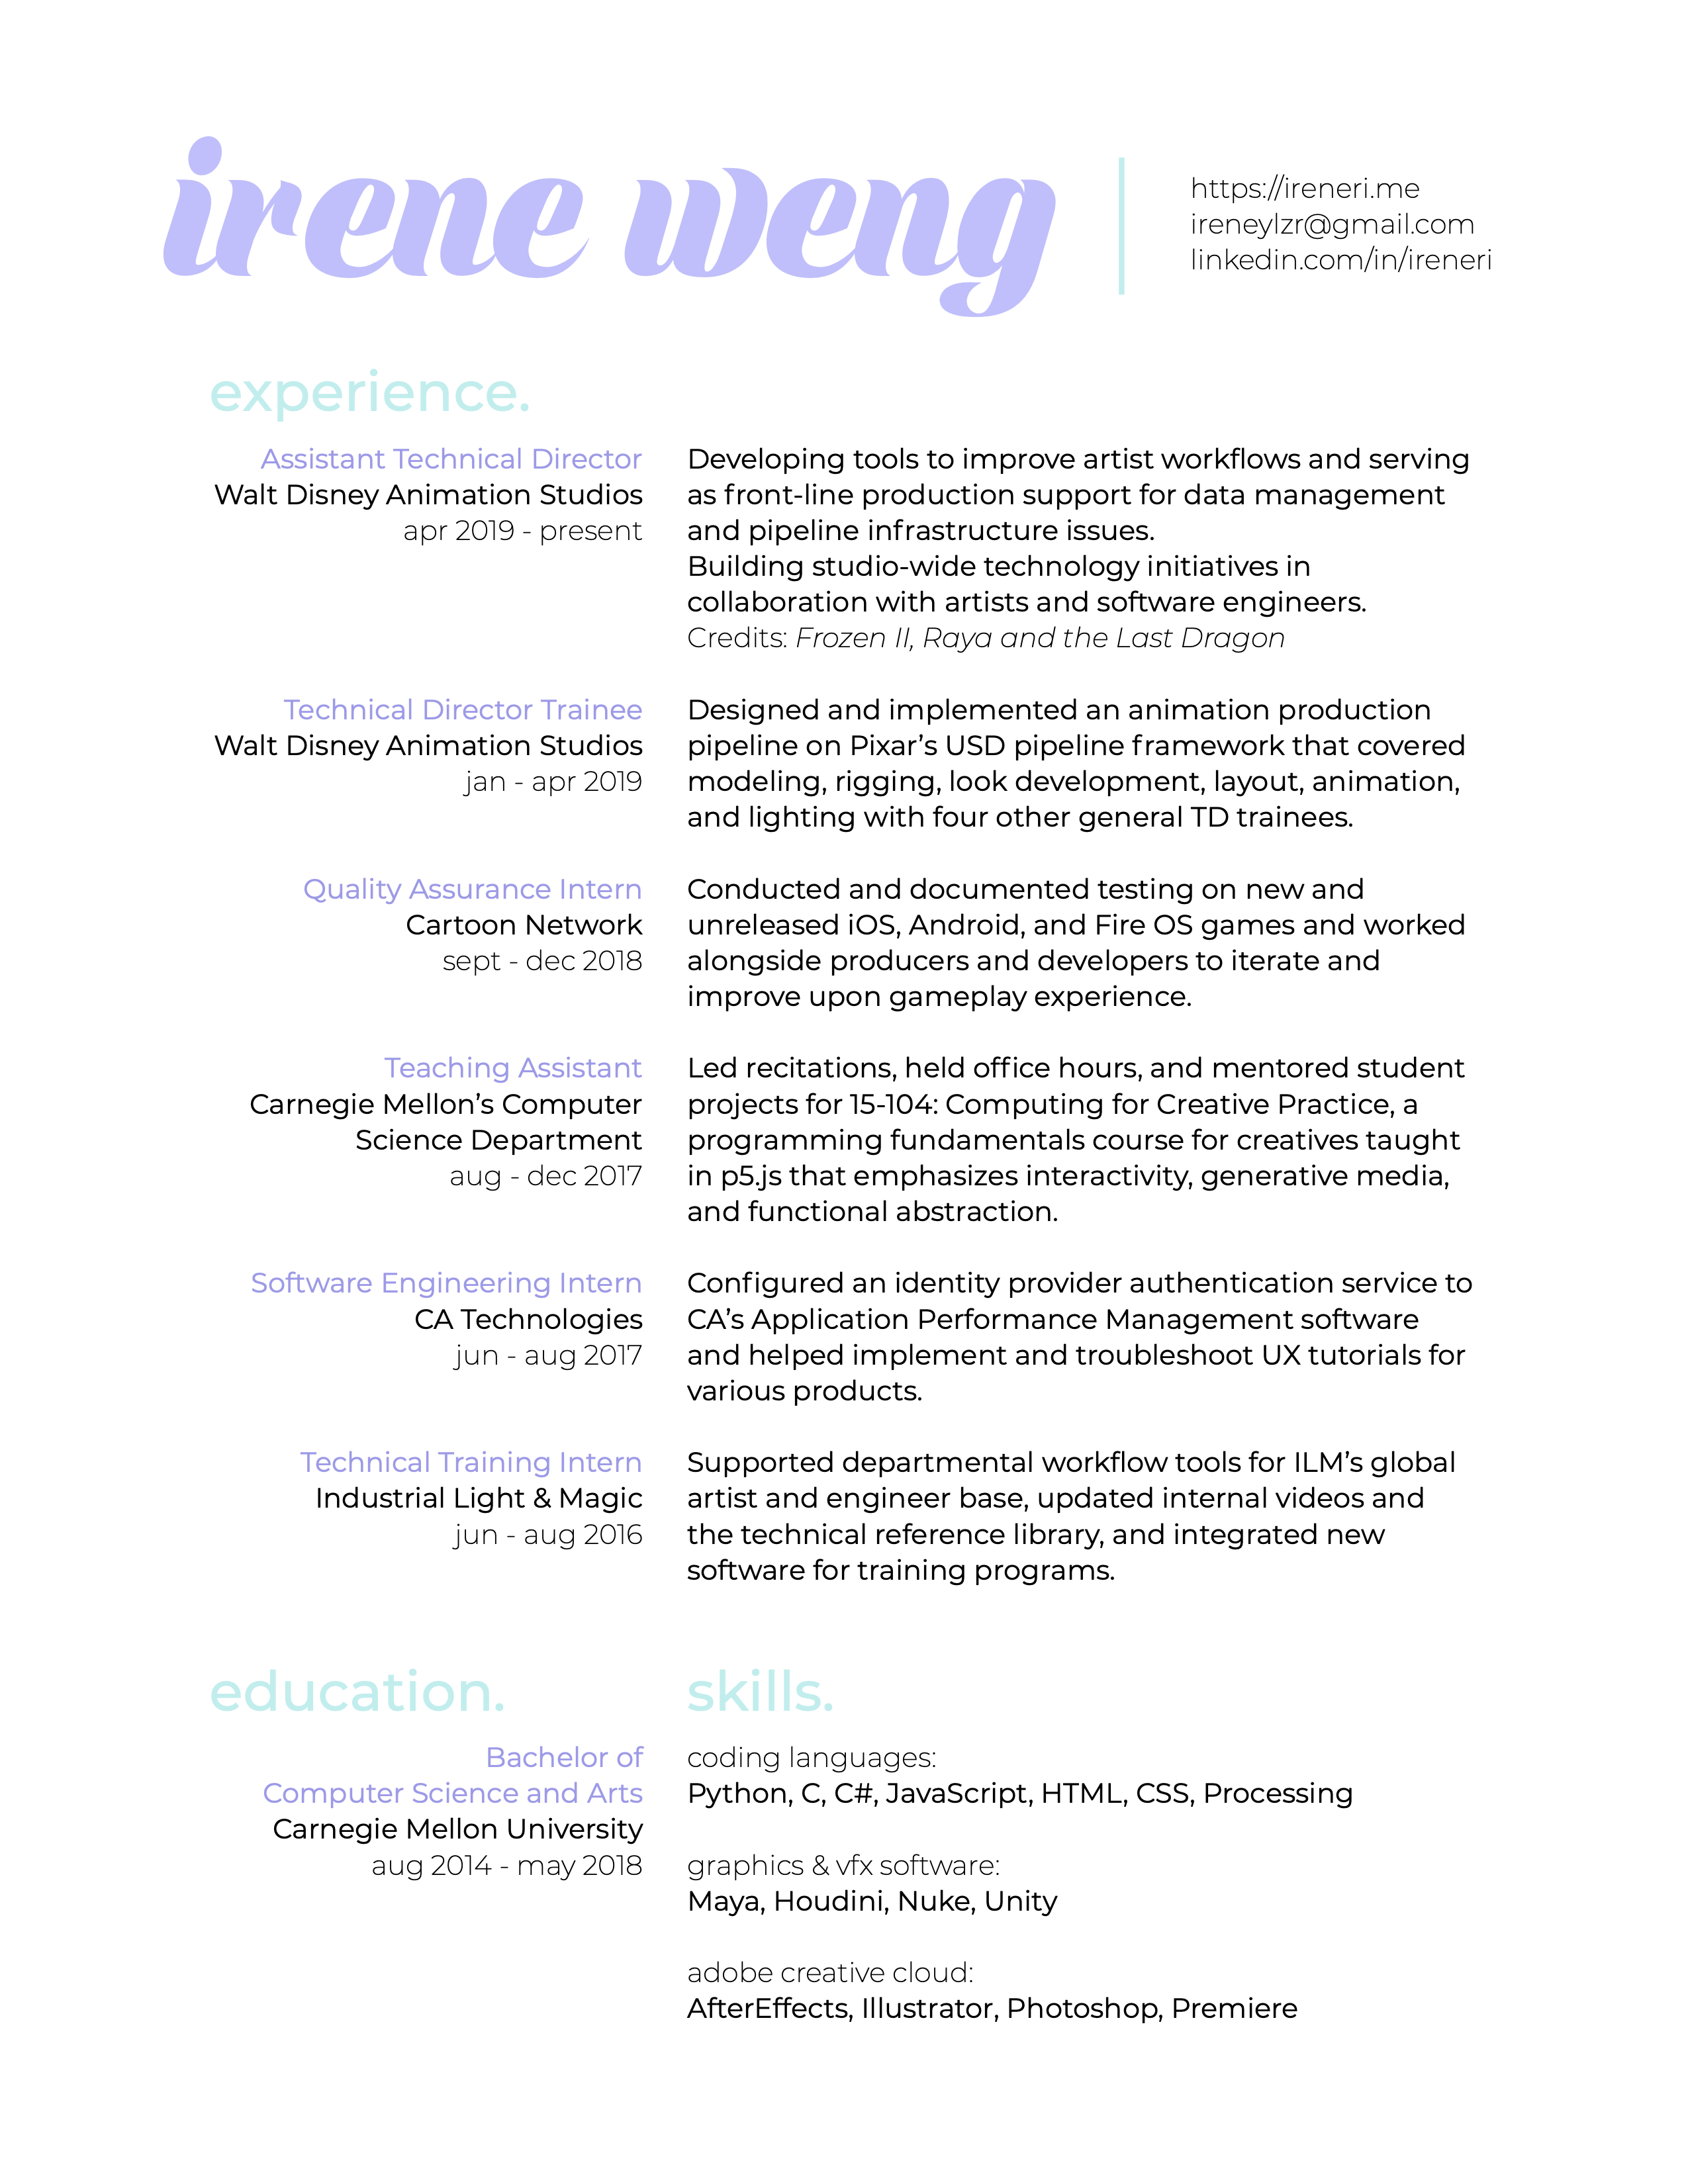 irene weng
https://ireneri.me
ireneylzr@gmail.com
linkedin.com/in/ireneri
experience.
Assistant Technical Director
Walt Disney Animation Studios
apr 2019 - present
Developing tools to improve artist workflows and serving
as front-line production support for data management
and pipeline infrastructure issues.
Building studio-wide technology initiatives in
collaboration with artists and software engineers.
Credits: Frozen II, Raya and the Last Dragon
Technical Director Trainee
Walt Disney Animation Studios
jan - apr 2019
Designed and implemented an animation production
pipeline on Pixar’s USD pipeline framework that covered
modeling, rigging, look development, layout, animation,
and lighting with four other general TD trainees.
Quality Assurance Intern
Cartoon Network
sept - dec 2018
Conducted and documented testing on new and
unreleased iOS, Android, and Fire OS games and worked
alongside producers and developers to iterate and
improve upon gameplay experience.
Teaching Assistant
Carnegie Mellon’s Computer
Science Department
aug - dec 2017
Led recitations, held office hours, and mentored student
projects for 15-104: Computing for Creative Practice, a
programming fundamentals course for creatives taught
in p5.js that emphasizes interactivity, generative media,
and functional abstraction.
Software Engineering Intern
CA Technologies
jun - aug 2017
Configured an identity provider authentication service to
CA’s Application Performance Management software
and helped implement and troubleshoot UX tutorials for
various products.
Technical Training Intern
Industrial Light & Magic
jun - aug 2016
Supported departmental workflow tools for ILM’s global
artist and engineer base, updated internal videos and
the technical reference library, and integrated new
software for training programs.
education.
Bachelor of
Computer Science and Arts
Carnegie Mellon University
aug 2014 - may 2018
skills.
coding languages:
Python, C, C#, JavaScript, HTML, CSS, Processing
graphics & vfx software:
Maya, Houdini, Nuke, Unity
adobe creative cloud:
AfterEffects, Illustrator, Photoshop, Premiere